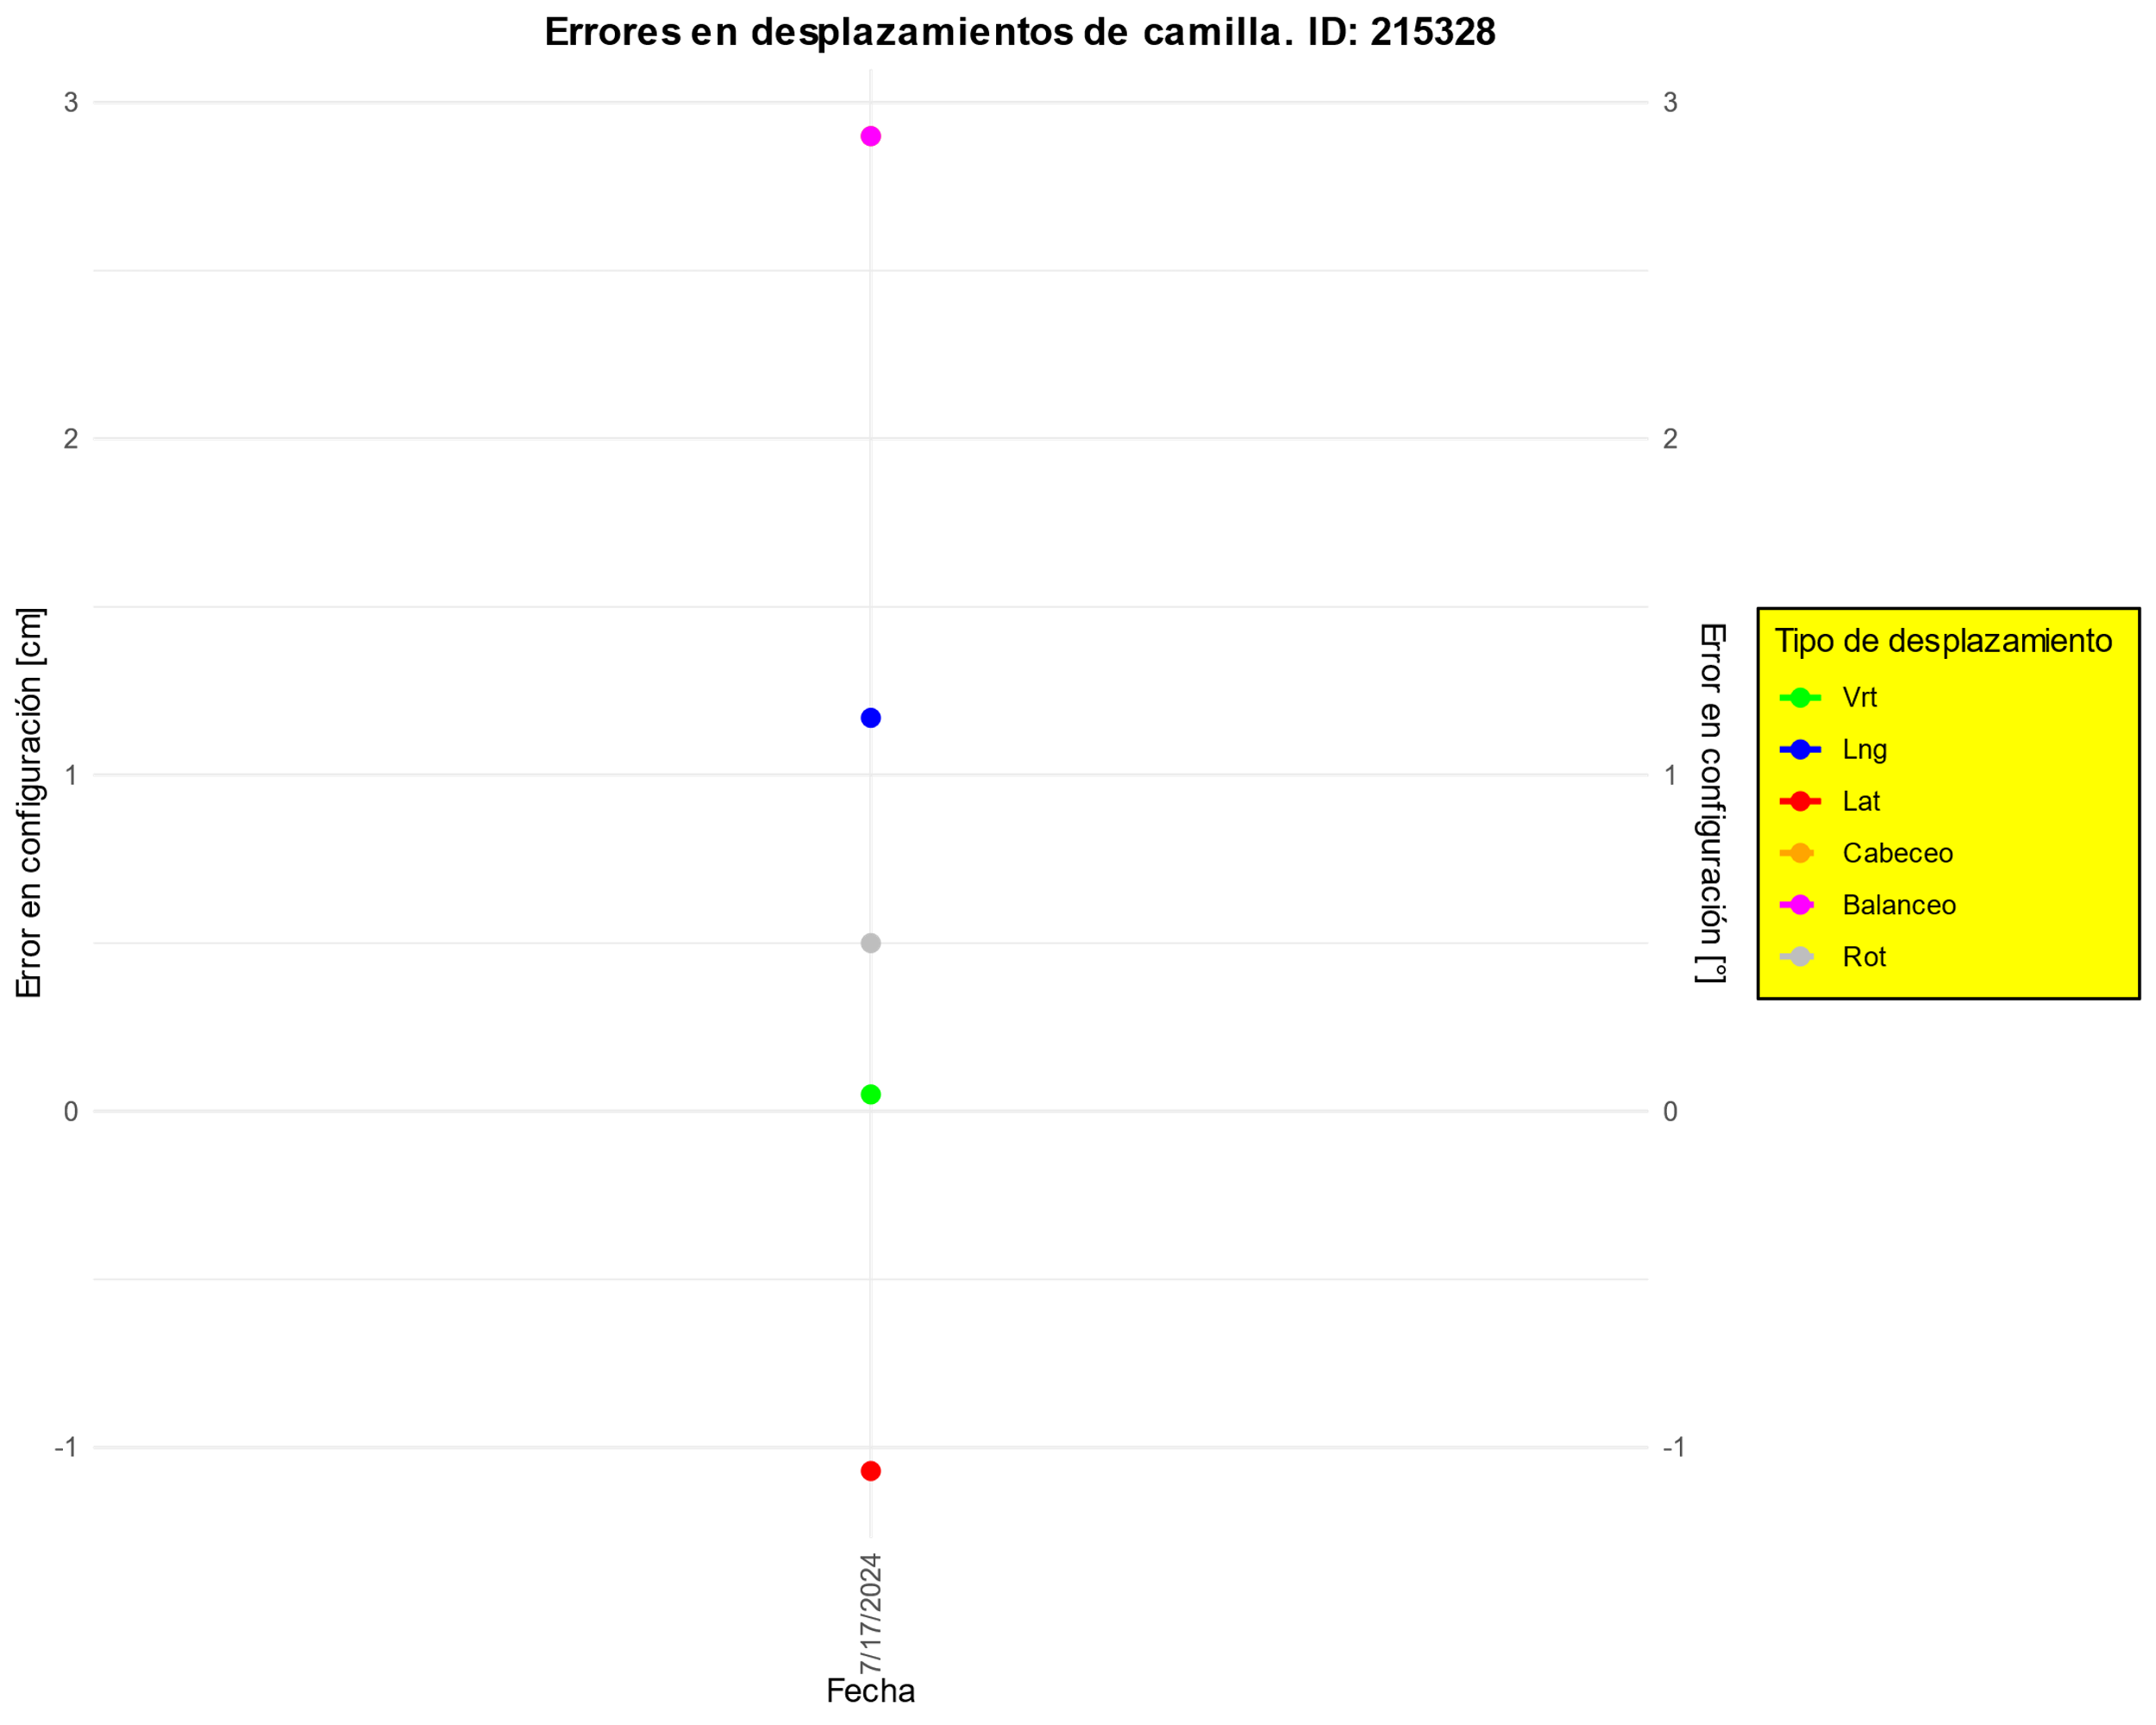 Errores en desplazamientos de camilla. ID: 215328
Error en configuración [cm]
3
2
1
0
-1
3
2
1
0
-1
Error en configuración [°]
Tipo de desplazamiento
Vrt
Lng
Lat
Cabeceo
Balanceo
Rot
7/17/2024
Fecha